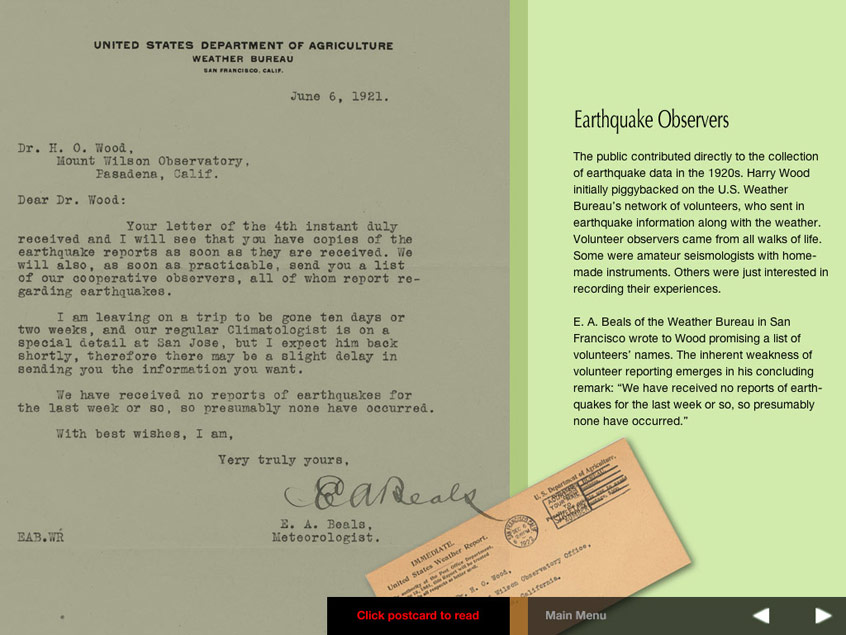 UNITED STATES DEPARTMENT OF AGRICULTURE
WEATHER BUREAU
SAN FRANCISCO, CALIF.
June 6, 1921.
Dr. H. O. Wood,
Mount Wilson Observatory,
Pasadena, Calif.
Dear Dr. Wood:
Your letter of the 4th instant duly
received and I will see that you have copies of the
earthquake reports as soon as they are received. We
will also, as soon as practicable, send you a list
of our cooperative observers, all of whom report re-
garding earthquakes.
I am leaving on a trip to be gone ten days or
two weeks, and our regular Climatologist is on a
special detail at San Jose, but I expect him back
shortly, therefore there may be a slight delay in
sending you the information you want.
We have received no reports of earthquakes for
the last week or so, so presumably none have occurred.
With best wishes, I am,
Very truly yours,
E A Beals
E. A. Beals,
Meteorologist.
EAB.WR
Earthquake Observers
The public contributed directly to the collection
of earthquake data in the 1920s. Harry Wood
initially piggybacked on the U.S. Weather
Bureau's network of volunteers, who sent in
earthquake information along with the weather.
Volunteer observers came from all walks of life.
Some were amateur seismologists with home-
made instruments. Others were just interested in
recording their experiences.
E. A. Beals of the Weather Bureau in San
Francisco wrote to Wood promising a list of
volunteers' names. The inherent weakness of
volunteer reporting emerges in his concluding
remark: “We have received no reports of earth-
quakes for the last week or so, so presumably
none have occurred.”
U. S. Department of Agriculture.
IMMEDIATE.
United States Weather Report.
H. O. Wood,
Wilson Observatory Office,
California.
Click postcard to read
Main Menu